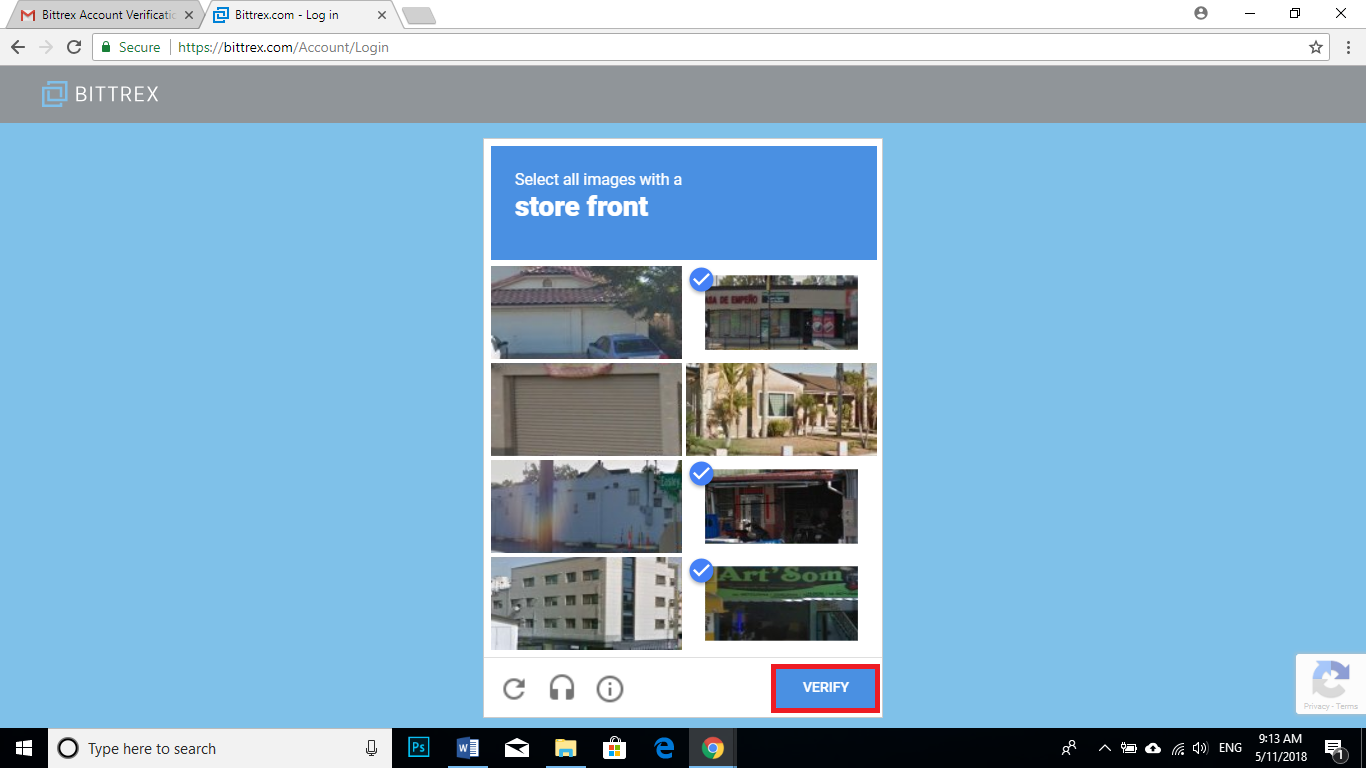 Bittrex Account Verificatio
Bittrex.com - Log in
Secure
https://bittrex.com/Account/Login
BITTREX
Select all images with a
store front
ASA DE EMPEÑO
Art'Som
VERIFY
Privacy - Terms
Type here to search
Ps
ENG
9:13 AM
5/11/2018
1